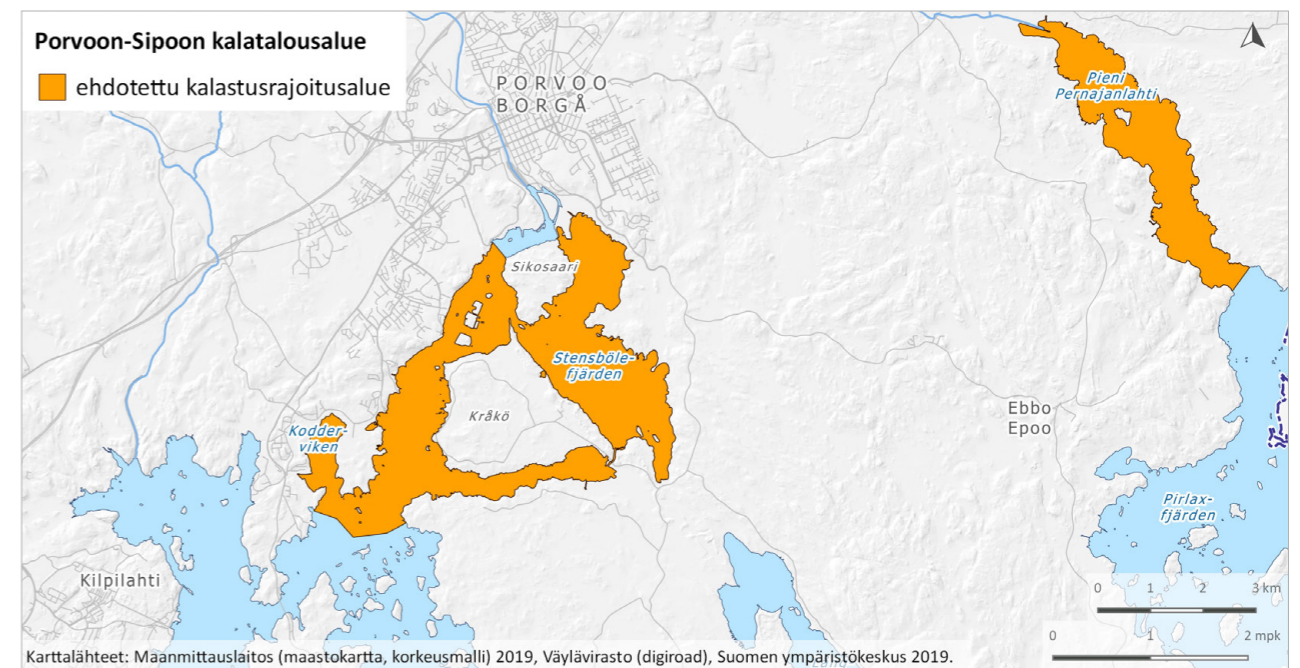 Porvoon-Sipoon kalatalousalue
ehdotettu kalastusrajoitusalue
PORVOO
BORGÅ
Pieni
Pernajanlahti
Sikosaari
Stensböle-
fjärden
Kråkö
Kodder-
viken
Ebbo
Epoo
Pirlax-
fjärden
Kilpilahti
0 1 2 3 km
0 1 2 mpk
Karttalähteet: Maanmittauslaitos (maastokartta, korkeusmalli) 2019, Väylävirasto (digiroad), Suomen ympäristökeskus 2019.